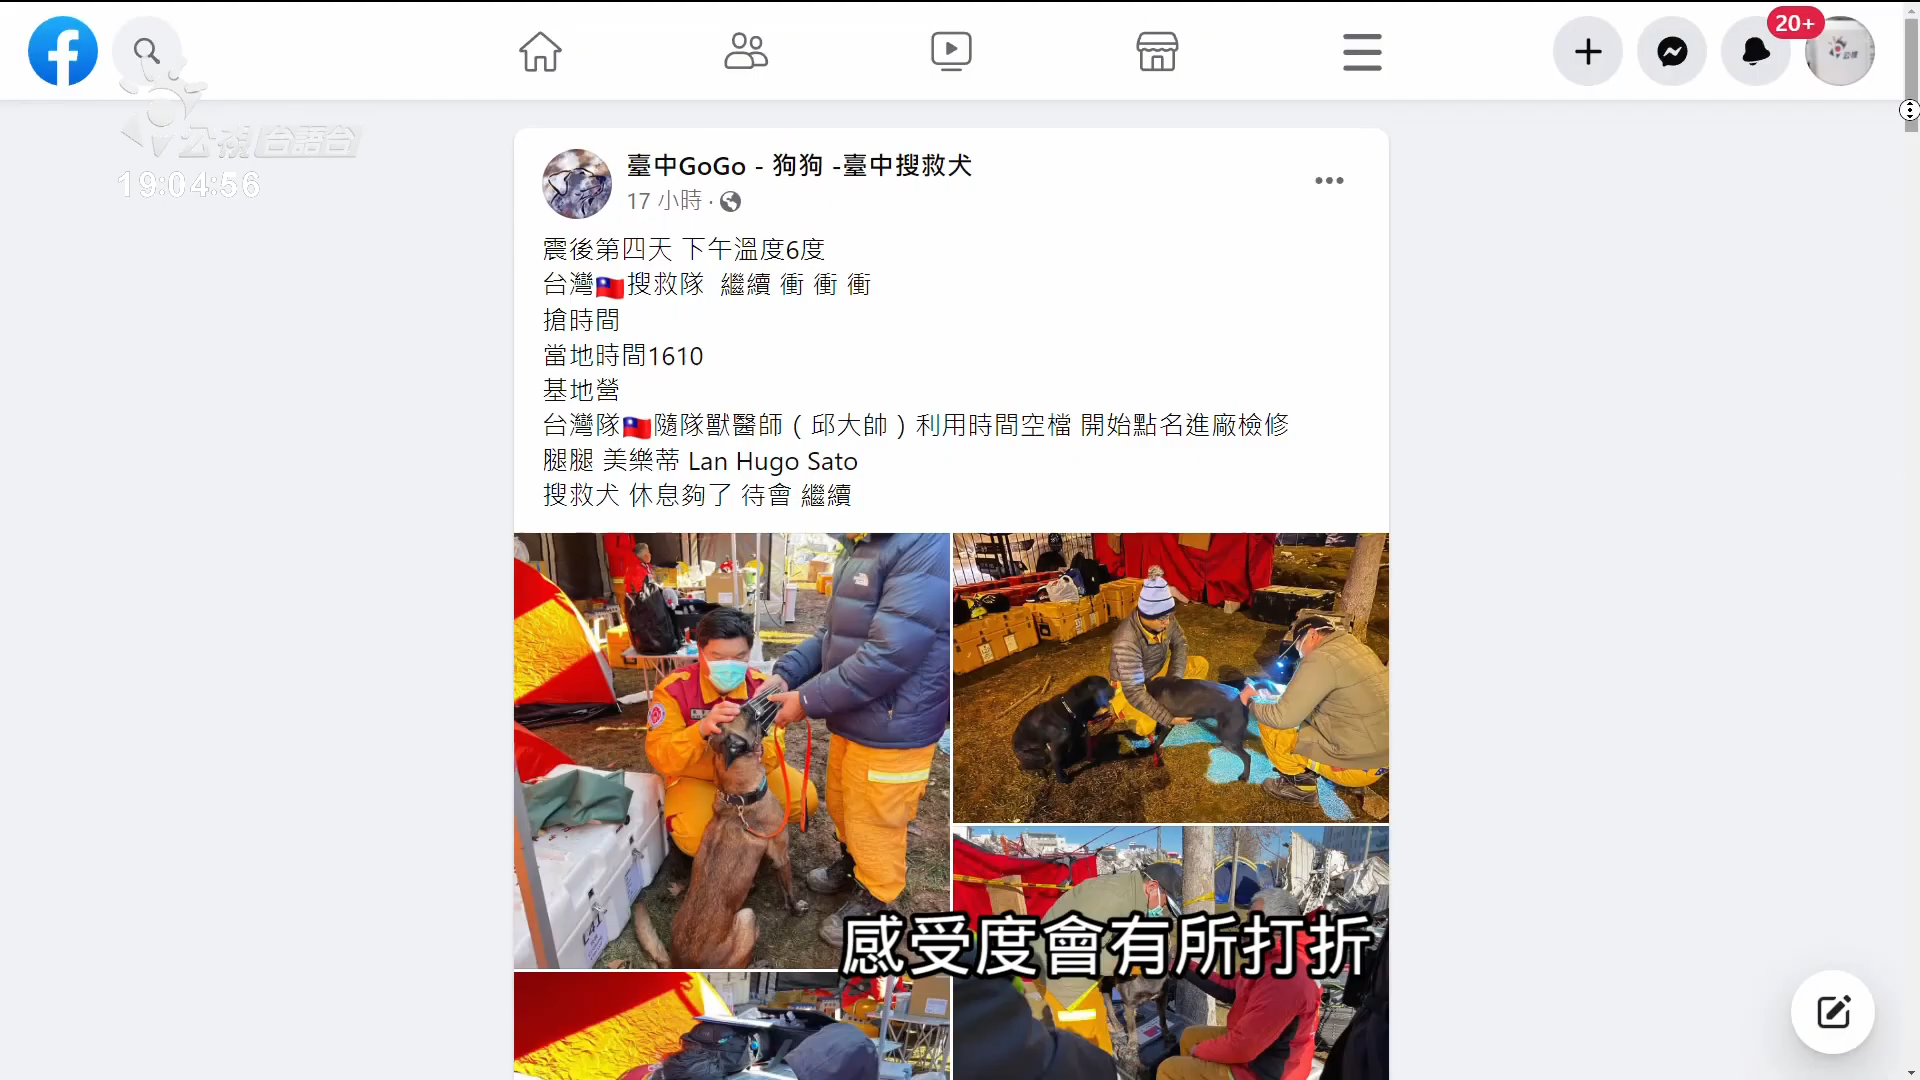 20+
公視台語台
19:04:56
臺中GoGo - 狗狗 -臺中搜救犬
17 小時 ·
震後第四天 下午溫度6度
台灣🇹🇼搜救隊 繼續 衝 衝 衝
搶時間
當地時間1610
基地營
台灣隊🇹🇼隨隊獸醫師（邱大帥）利用時間空檔 開始點名進廠檢修
腿腿 美樂蒂 Lan Hugo Sato
搜救犬 休息夠了 待會 繼續
L41
感受度會有所打折